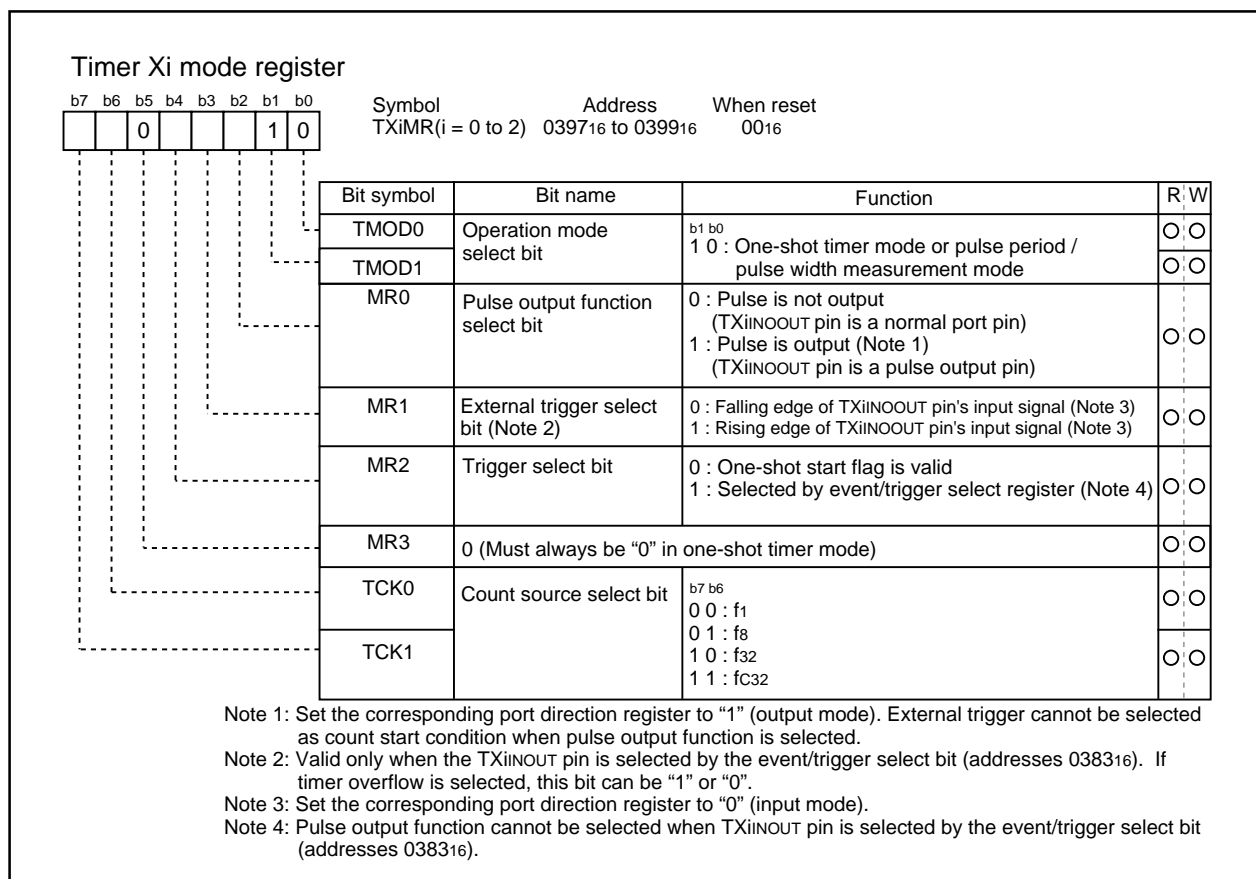 Timer Xi mode register
b7 b6 b5 b4 b3 b2 b1 b0
0 1 0
Symbol Address When reset
TXiMR(i = 0 to 2) 039716 to 039916 0016
Bit symbol Bit name Function R W
TMOD0 Operation mode select bit b1 b0
1 0 : One-shot timer mode or pulse period /
pulse width measurement mode
TMOD1
MR0 Pulse output function select bit 0 : Pulse is not output
(TXiINOOUT pin is a normal port pin)
1 : Pulse is output (Note 1)
(TXiINOOUT pin is a pulse output pin)
MR1 External trigger select bit (Note 2) 0 : Falling edge of TXiINOOUT pin's input signal (Note 3)
1 : Rising edge of TXiINOOUT pin's input signal (Note 3)
MR2 Trigger select bit 0 : One-shot start flag is valid
1 : Selected by event/trigger select register (Note 4)
MR3 0 (Must always be “0” in one-shot timer mode)
TCK0 Count source select bit b7 b6
0 0 : f1
0 1 : f8
TCK1 1 0 : f32
1 1 : fC32
Note 1: Set the corresponding port direction register to “1” (output mode). External trigger cannot be selected
as count start condition when pulse output function is selected.
Note 2: Valid only when the TXiINOUT pin is selected by the event/trigger select bit (addresses 038316). If
timer overflow is selected, this bit can be “1” or “0”.
Note 3: Set the corresponding port direction register to “0” (input mode).
Note 4: Pulse output function cannot be selected when TXiINOUT pin is selected by the event/trigger select bit
(addresses 038316).